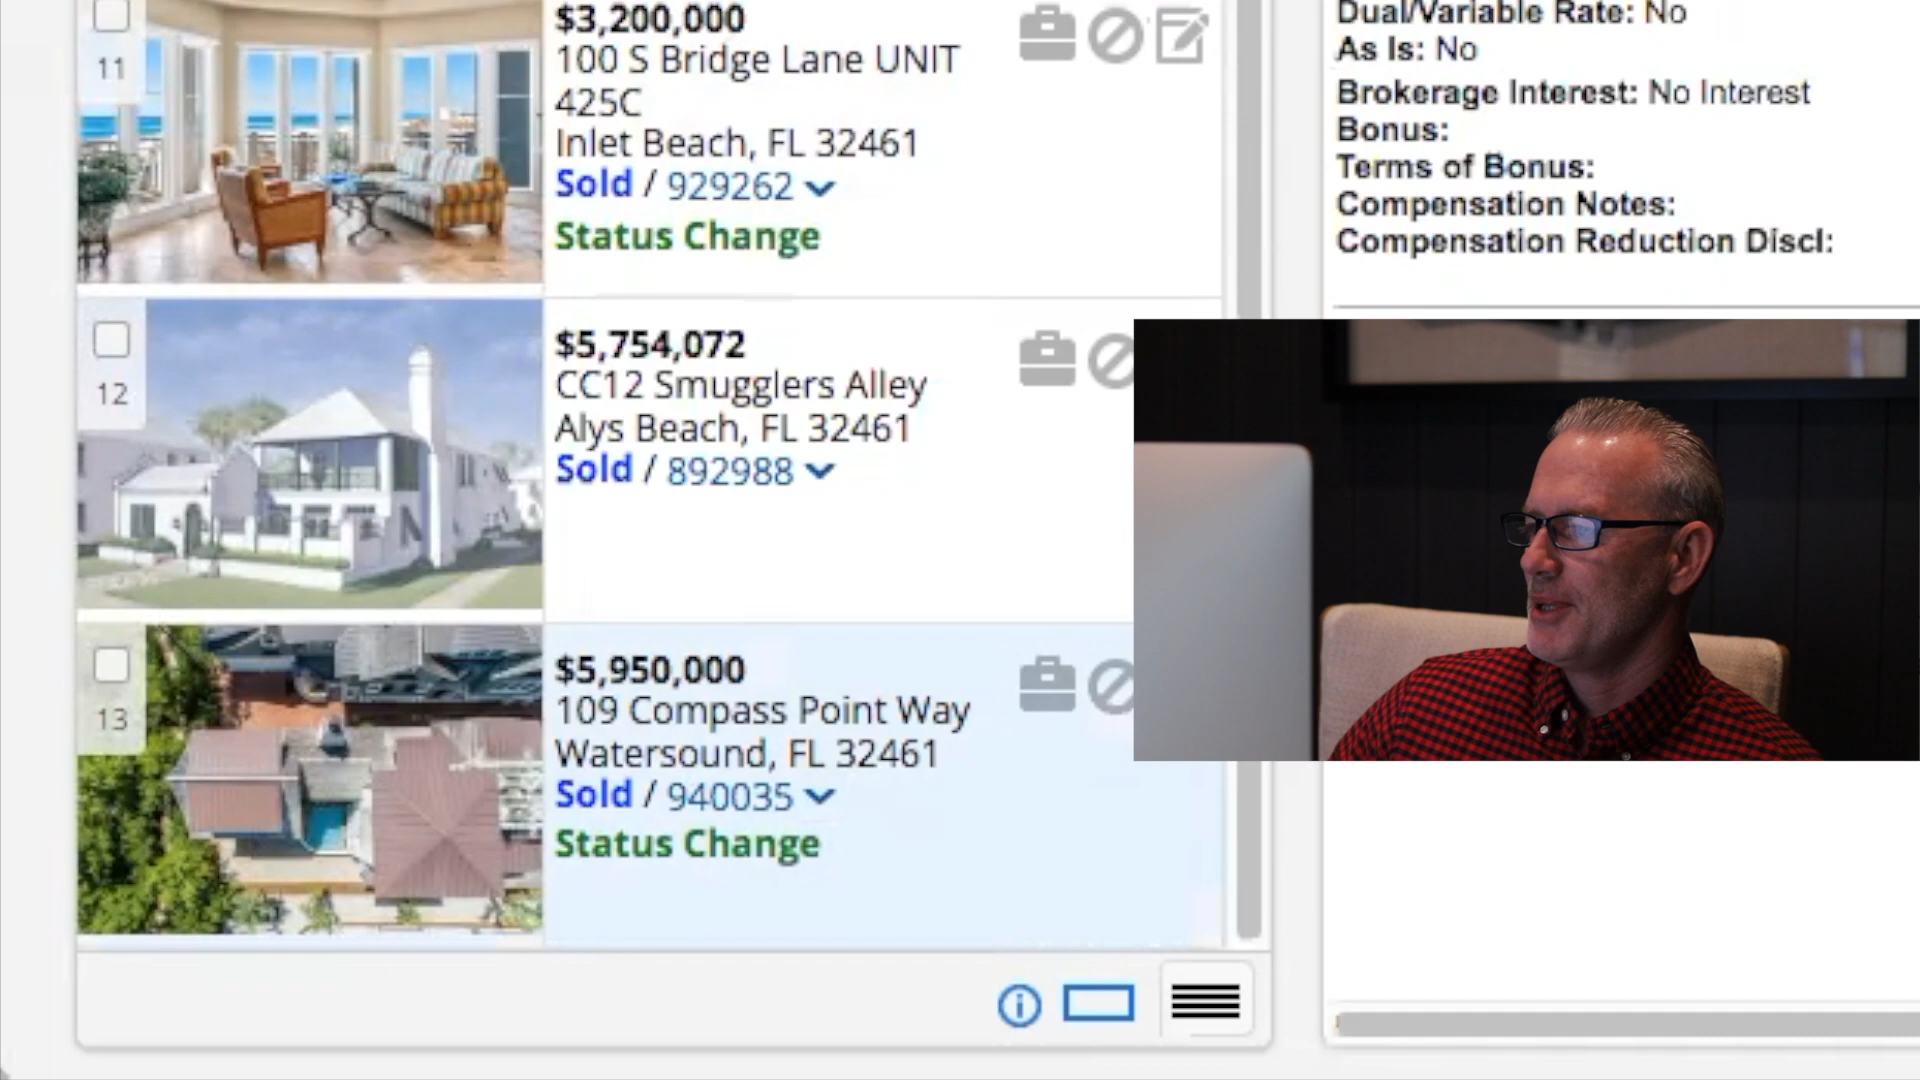 11
$3,200,000
100 S Bridge Lane UNIT
425C
Inlet Beach, FL 32461
Sold / 929262
Status Change
12
$5,754,072
CC12 Smugglers Alley
Alys Beach, FL 32461
Sold / 892988
13
$5,950,000
109 Compass Point Way
Watersound, FL 32461
Sold / 940035
Status Change
Dual/Variable Rate: No
As Is: No
Brokerage Interest: No Interest
Bonus:
Terms of Bonus:
Compensation Notes:
Compensation Reduction Discl: